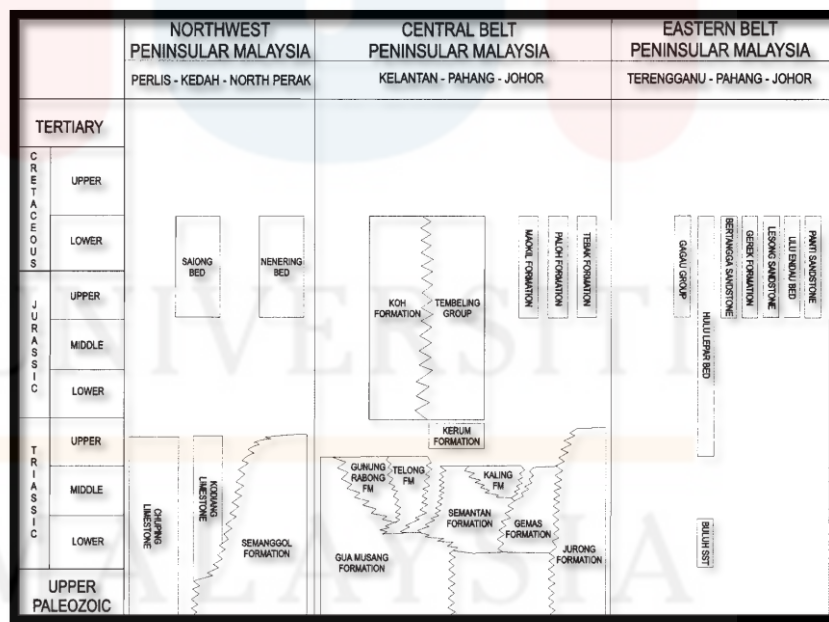 NORTHWEST
PENINSULAR MALAYSIA
CENTRAL BELT
PENINSULAR MALAYSIA
EASTERN BELT
PENINSULAR MALAYSIA
PERLIS - KEDAH - NORTH PERAK
KELANTAN - PAHANG - JOHOR
TERENGGANU - PAHANG - JOHOR
TERTIARY
CRETACEOUS
UPPER
LOWER
SAIONG
BED
NENERING
BED
JURASSIC
UPPER
MIDDLE
LOWER
KOH
FORMATION
TEMBELING
GROUP
MAOKIL FORMATION
PALOH FORMATION
TEBAK FORMATION
GAGAU GROUP
HULU LEPAR BED
BERTANGGA SANDSTONE
GEREK FORMATION
LESONG SANDSTONE
ULU ENDAU BED
PANTI SANDSTONE
TRIASSIC
UPPER
MIDDLE
LOWER
KERUM
FORMATION
CHUPING
LIMESTONE
KODIANG
LIMESTONE
SEMANGGOL
FORMATION
GUNUNG
RABONG
FM
TELONG
FM
KALING
FM
SEMANTAN
FORMATION
GEMAS
FORMATION
GUA MUSANG
FORMATION
JURONG
FORMATION
BULUH SST
UPPER
PALEOZOIC
UNIVERSITI
MALAYSIA